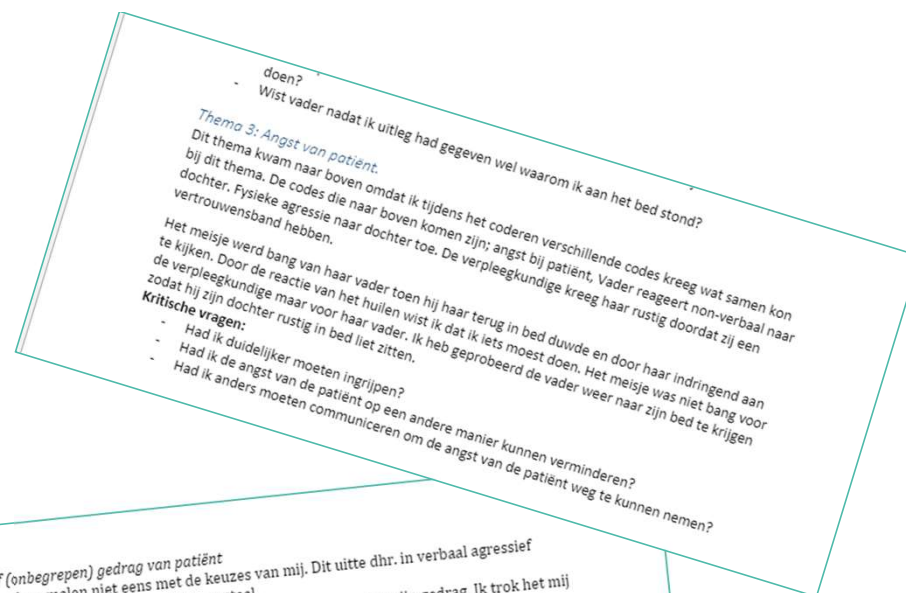 doen?
- Wist vader nadat ik uitleg had gegeven wel waarom ik aan het bed stond?
Thema 3: Angst van patiënt.
Dit thema kwam naar boven omdat ik tijdens het coderen verschillende codes kreeg wat samen kon
bij dit thema. De codes die naar boven komen zijn; angst bij patiënt, Vader reageert non-verbaal naar
dochter. Fysieke agressie naar dochter toe. De verpleegkundige kreeg haar rustig doordat zij een
vertrouwensband hebben.
Het meisje werd bang van haar vader toen hij haar terug in bed duwde en door haar indringend aan
te kijken. Door de reactie van het huilen wist ik dat ik iets moest doen. Het meisje was niet bang voor
de verpleegkundige maar voor haar vader. Ik heb geprobeerd de vader weer naar zijn bed te krijgen
zodat hij zijn dochter rustig in bed liet zitten.
Kritische vragen:
- Had ik duidelijker moeten ingrijpen?
- Had ik de angst van de patiënt op een andere manier kunnen verminderen?
- Had ik anders moeten communiceren om de angst van de patiënt weg te kunnen nemen?
(onbegrepen) gedrag van patiënt
niet eens met de keuzes van mij. Dit uitte dhr. in verbaal agressief
gedrag. Ik trok het mij